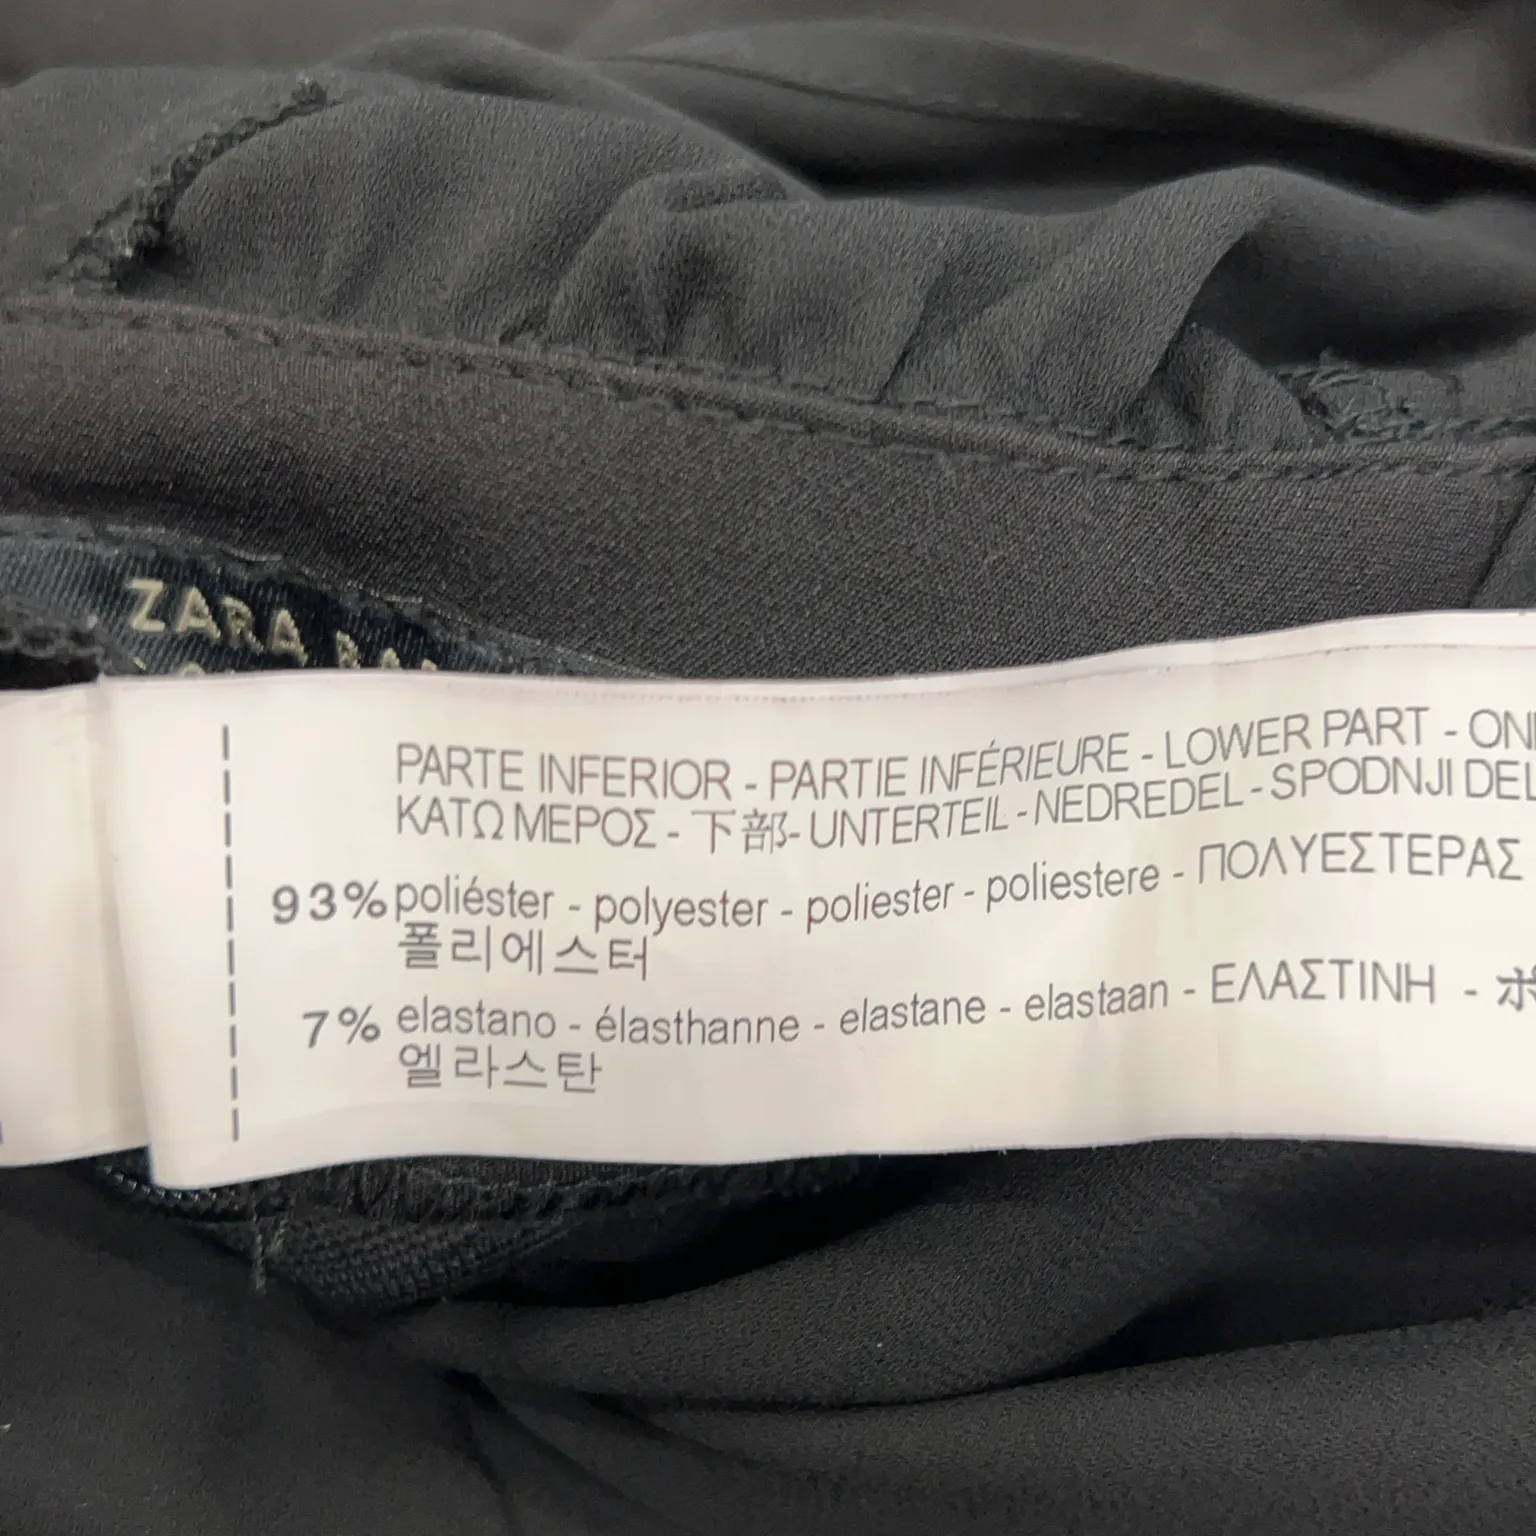 ZARA
PARTE INFERIOR - PARTIE INFÉRIEURE - LOWER PART -
ΚΑΤΩ ΜΕΡΟΣ - 下部- UNTERTEIL - NEDREDEL - SPODNJI DEL
93% poliéster - polyester - poliester - poliestere - ΠΟΛΥΕΣΤΕΡΑΣ
폴리에스터
7% elastano - élasthanne - elastane - elastaan - ΕΛΑΣΤΙΝΗ -
엘라스탄